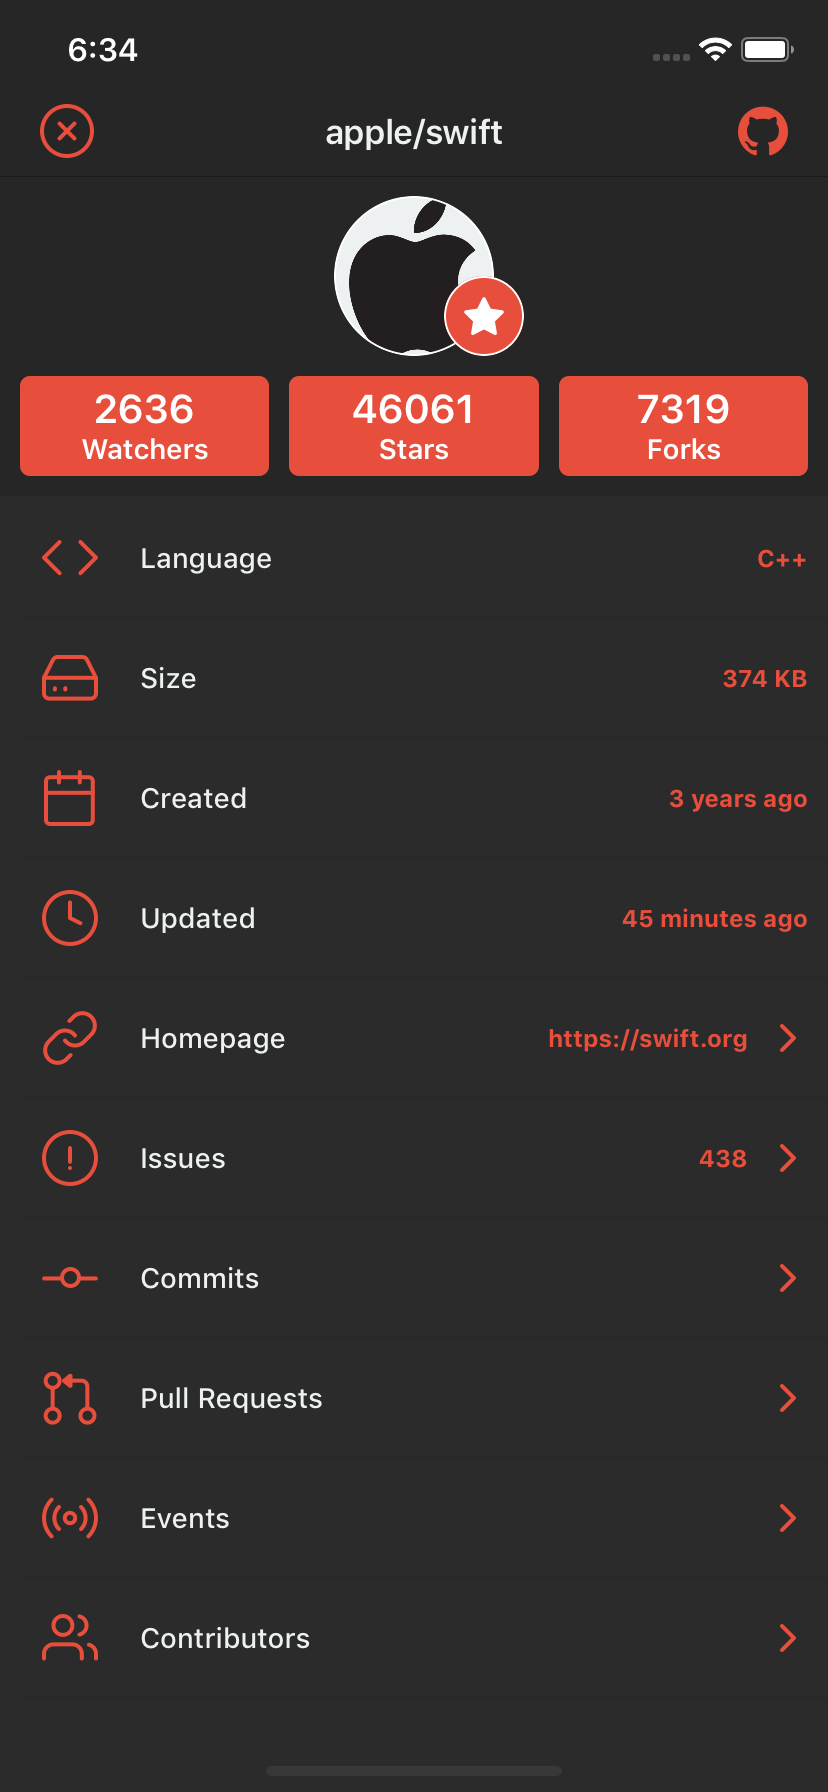 6:34
apple/swift
2636
Watchers
46061
Stars
7319
Forks
Language
C++
Size
374 KB
Created
3 years ago
Updated
45 minutes ago
Homepage
https://swift.org
Issues
438
Commits
Pull Requests
Events
Contributors